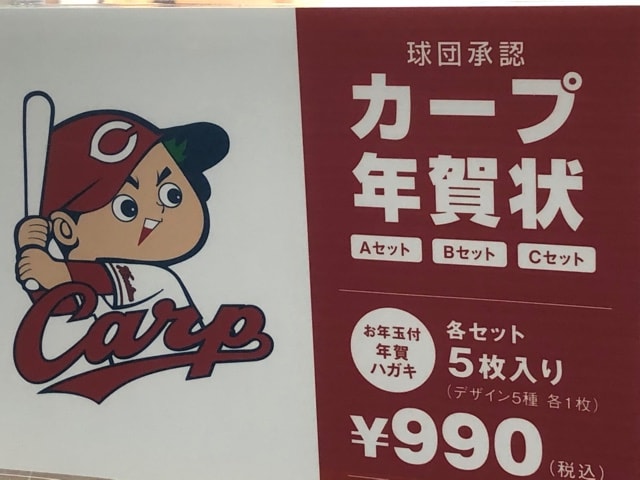 C
Carp
球団承認
カープ
年賀状
Aセット Bセット Cセット
お年玉付
年賀
ハガキ
各セット
5枚入り
(デザイン5種 各1枚)
¥990(税込)